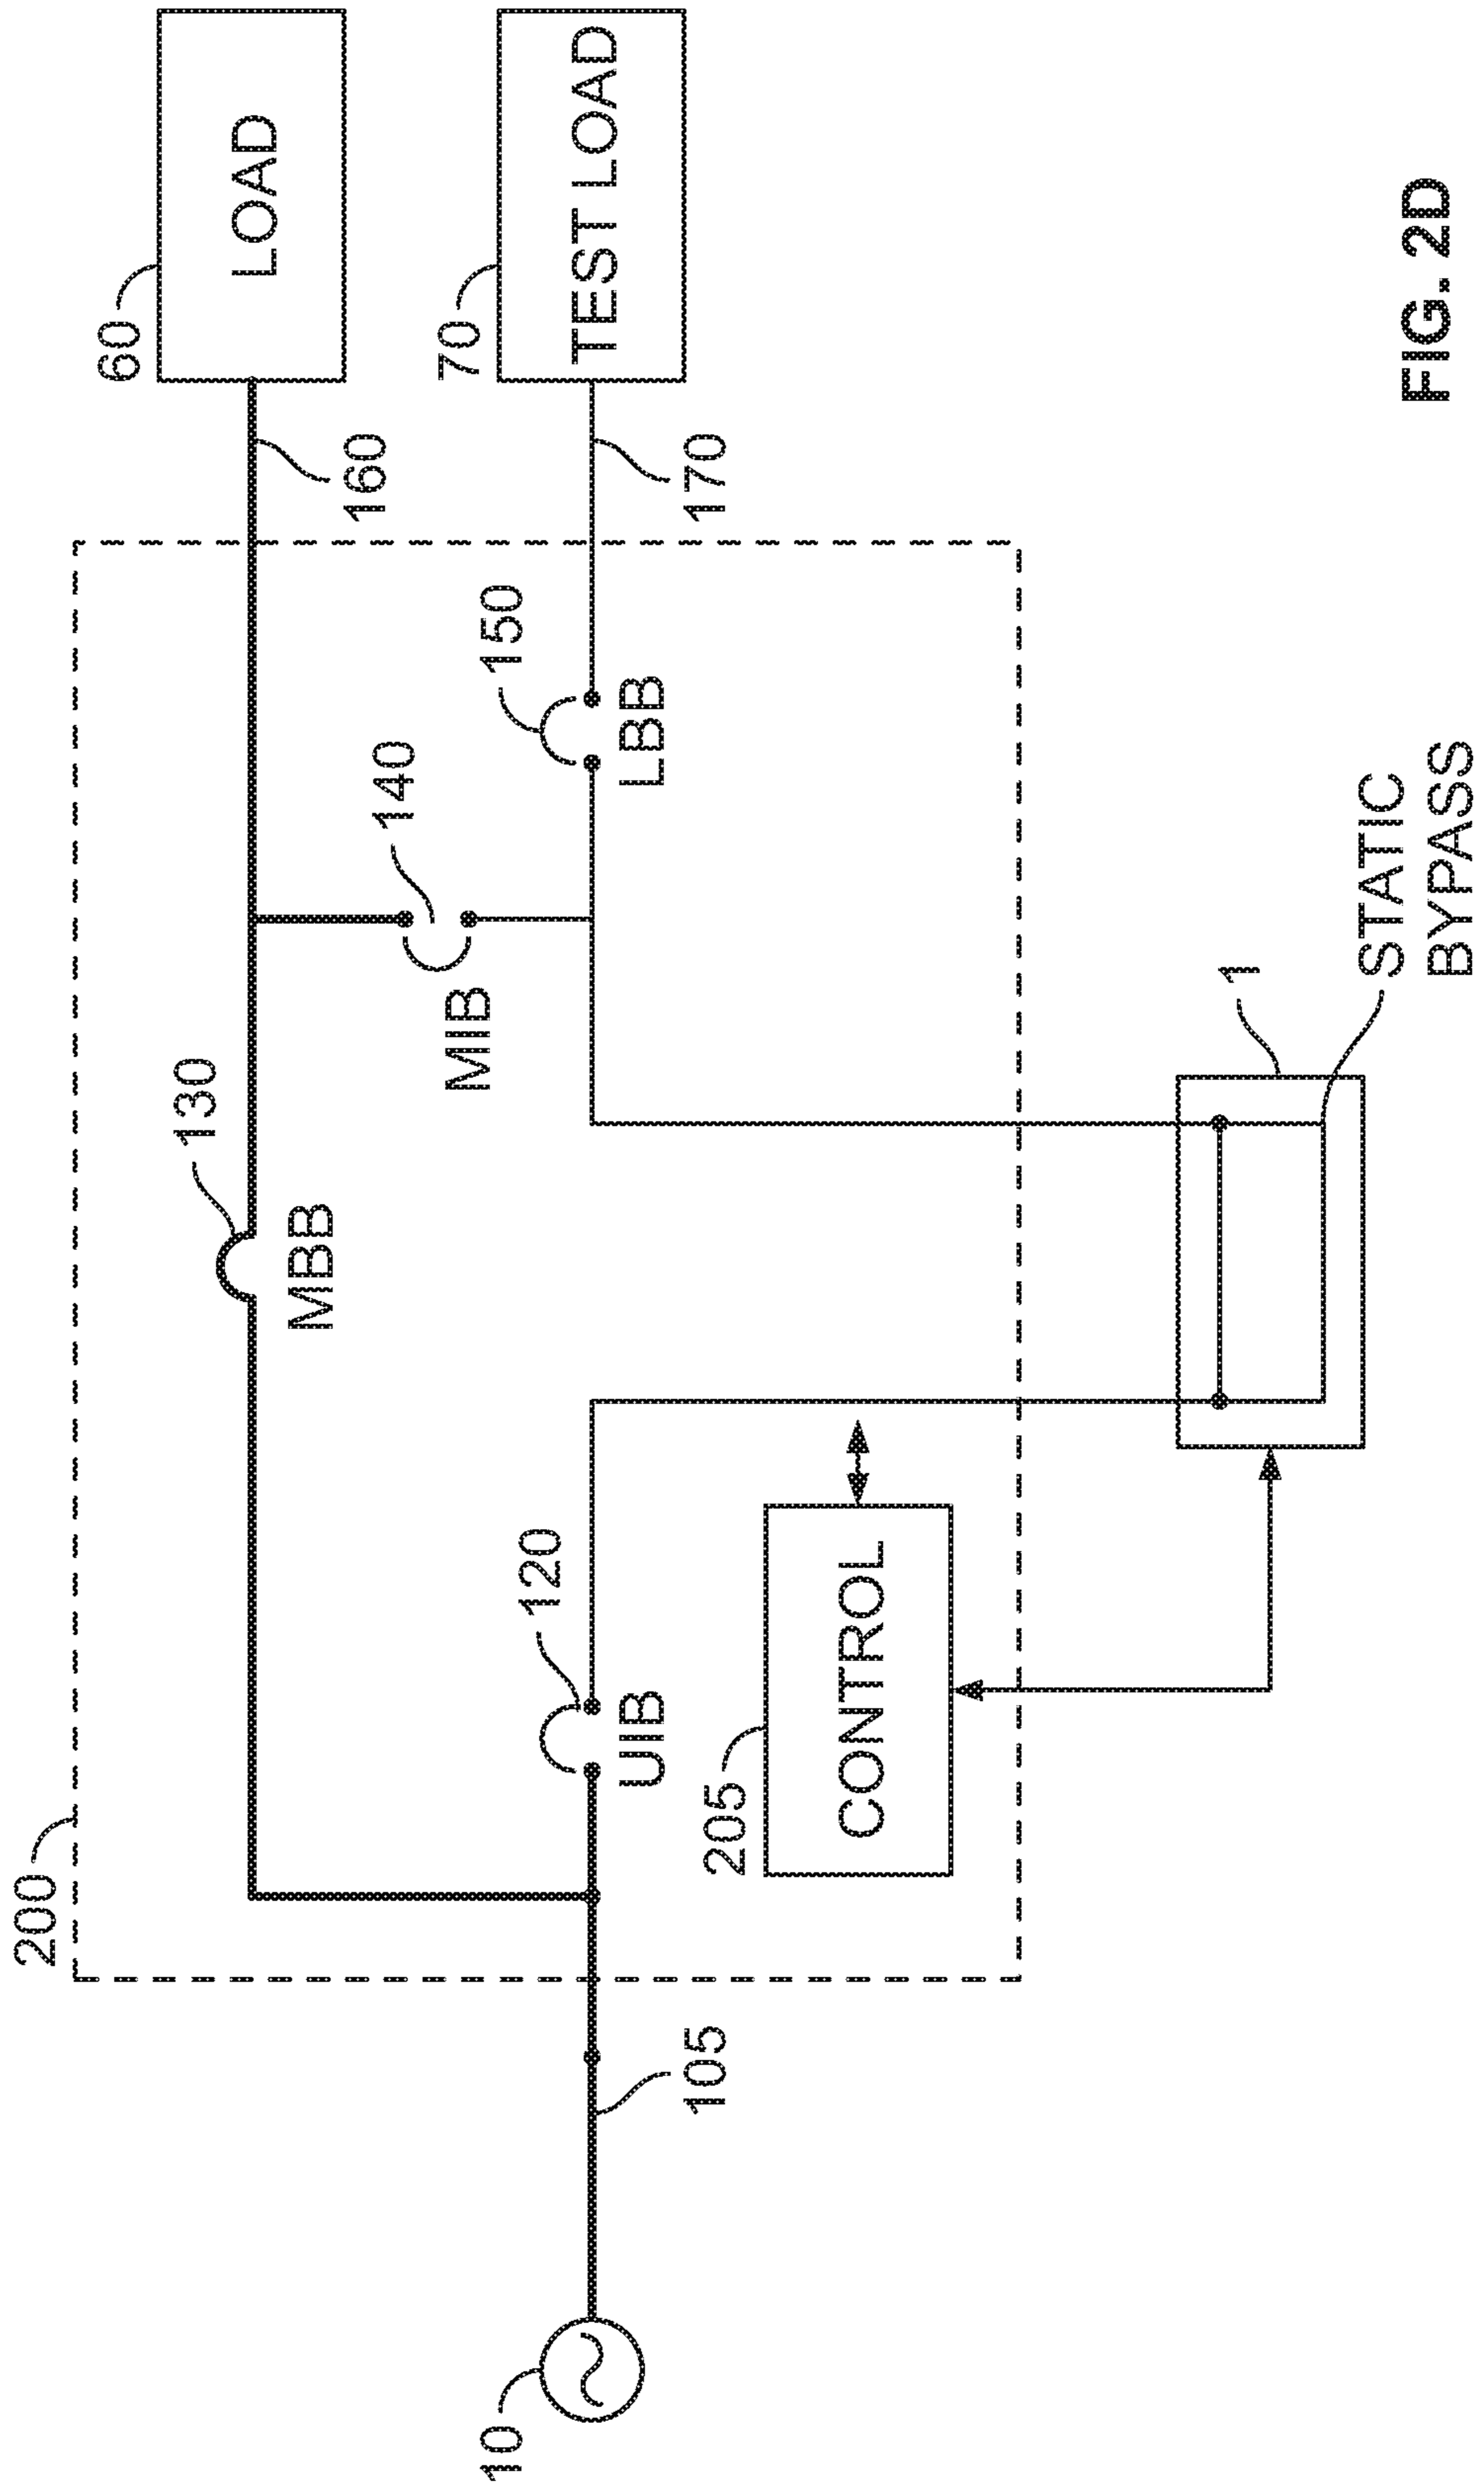 200
60
LOAD
130
160
MBB
140
MIB
70
TEST LOAD
10
105
120
UIB
150
LBB
170
205
CONTROL
1
STATIC
BYPASS
FIG. 2D